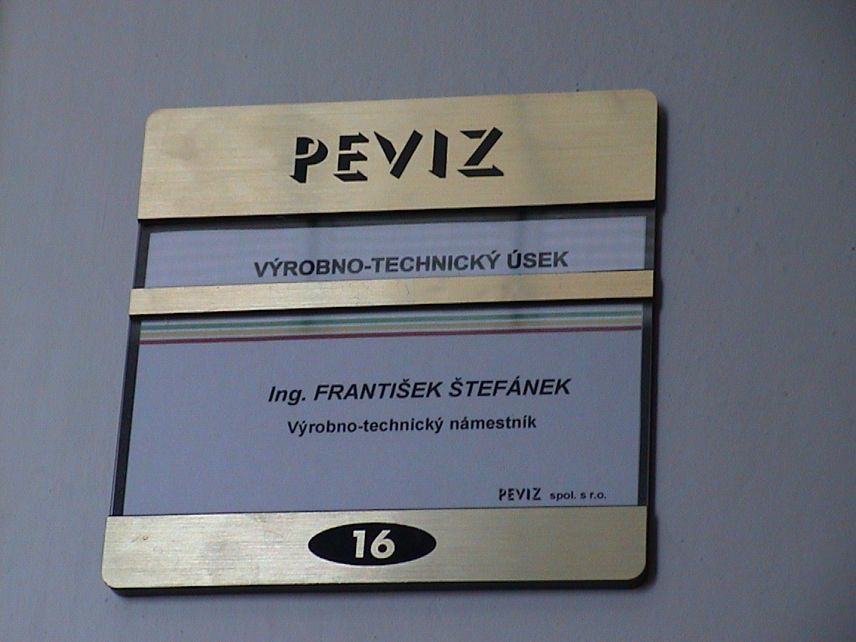 PEVIZ
VÝROBNO-TECHNICKÝ ÚSEK
Ing. FRANTIŠEK ŠTEFÁNEK
Výrobno-technický námestník
PEVIZ spol. s r.o.
16